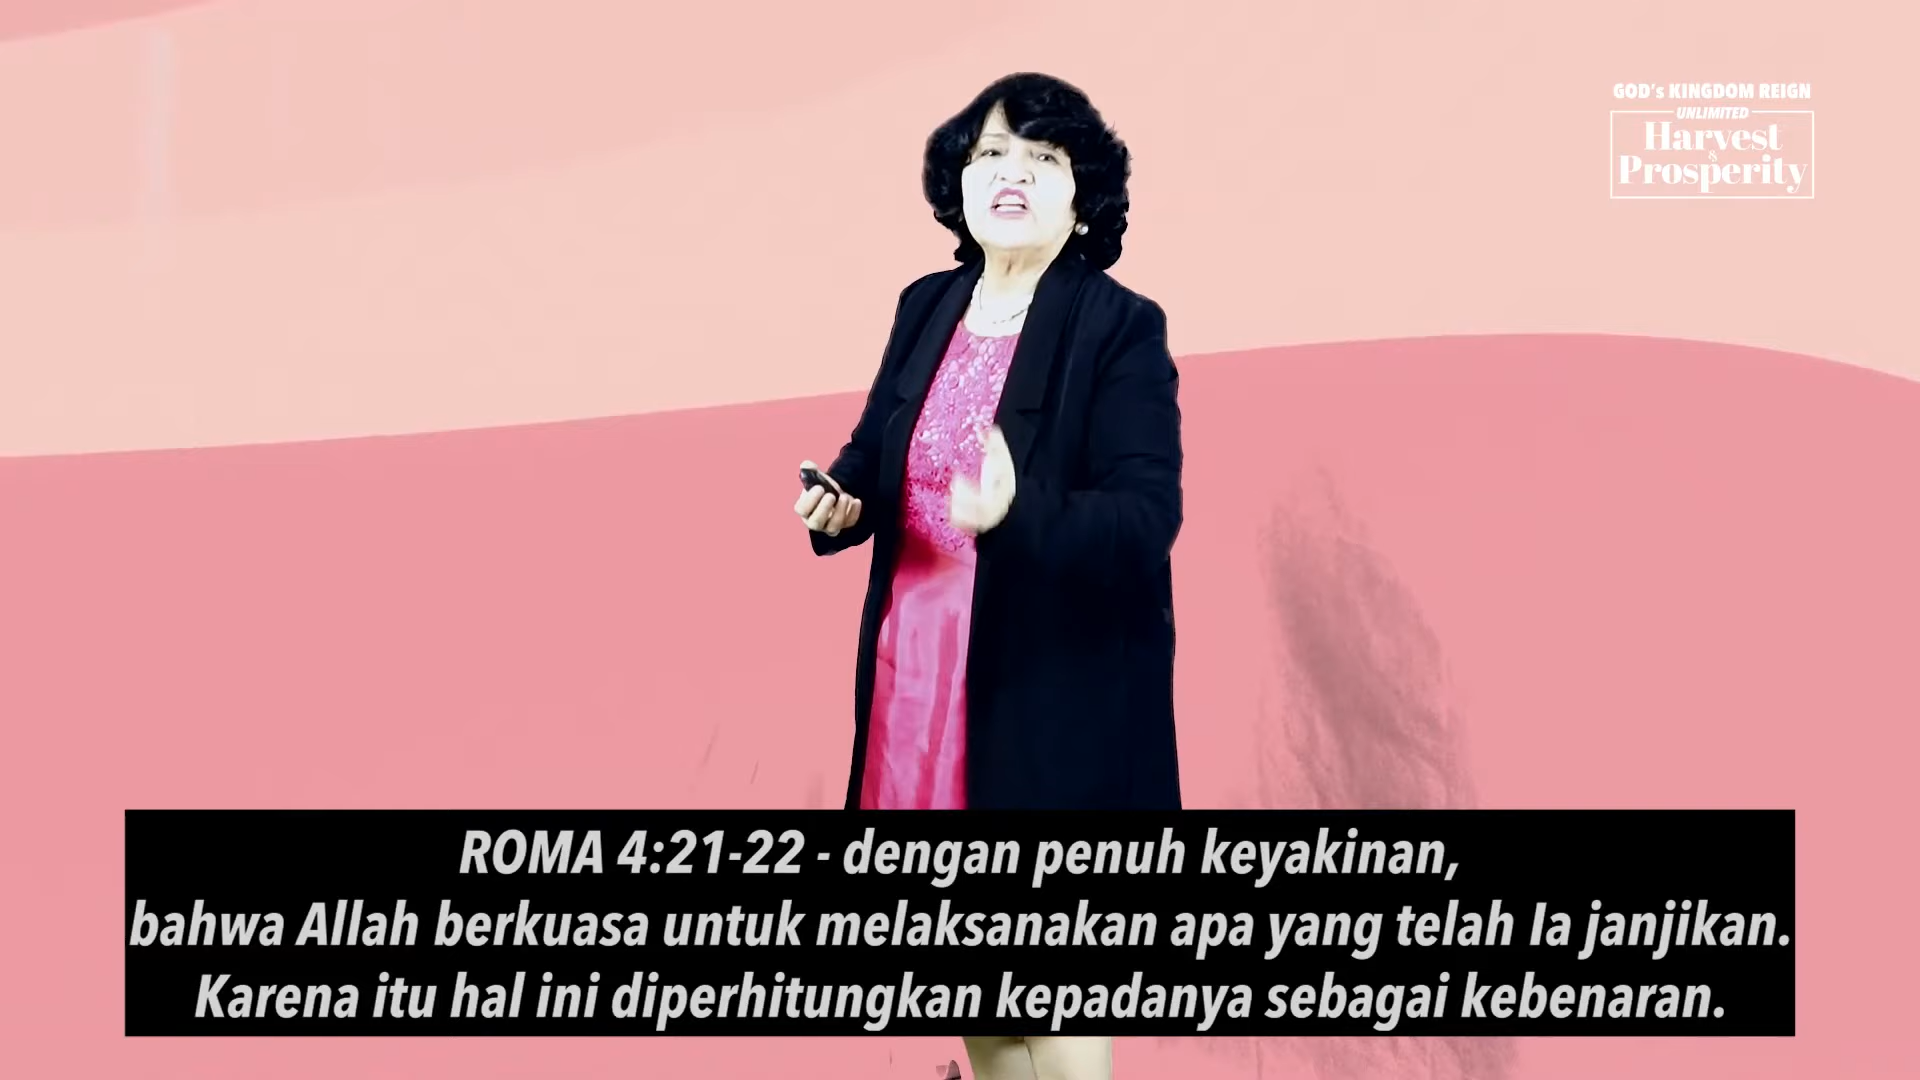 GOD's KINGDOM REIGN
UNLIMITED
Harvest
&
Prosperity
ROMA 4:21-22 - dengan penuh keyakinan,
bahwa Allah berkuasa untuk melaksanakan apa yang telah Ia janjikan.
Karena itu hal ini diperhitungkan kepadanya sebagai kebenaran.